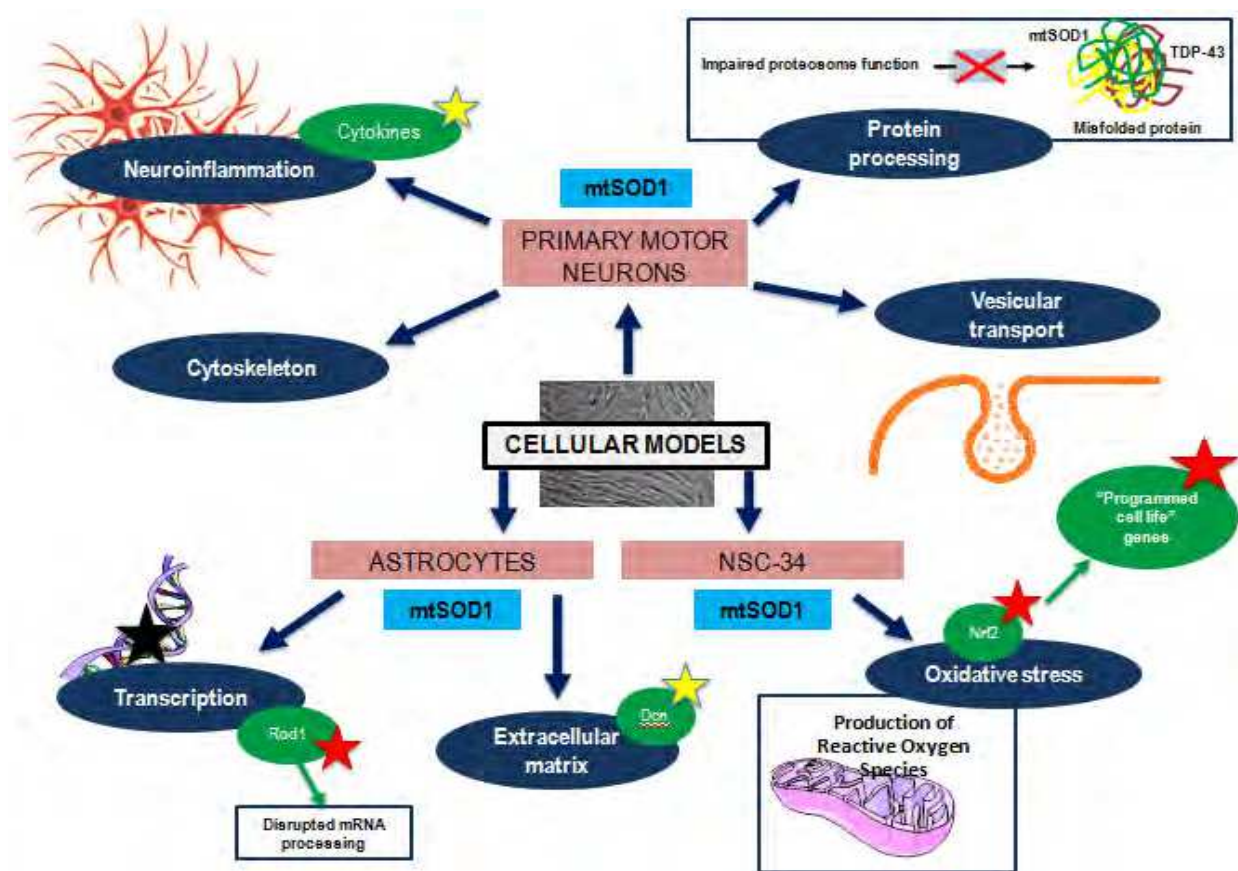 mtSOD1
TDP-43
Impaired proteosome function
Misfolded protein
Cytokines
Neuroinflammation
Protein
processing
mtSOD1
PRIMARY MOTOR
NEURONS
Vesicular
transport
Cytoskeleton
CELLULAR MODELS
"Programmed
cell life"
genes
ASTROCYTES
NSC-34
mtSOD1
mtSOD1
Nrf2
Oxidative stress
Transcription
Rod1
Dcn
Extracellular
matrix
Production of
Reactive Oxygen
Species
Disrupted mRNA
processing